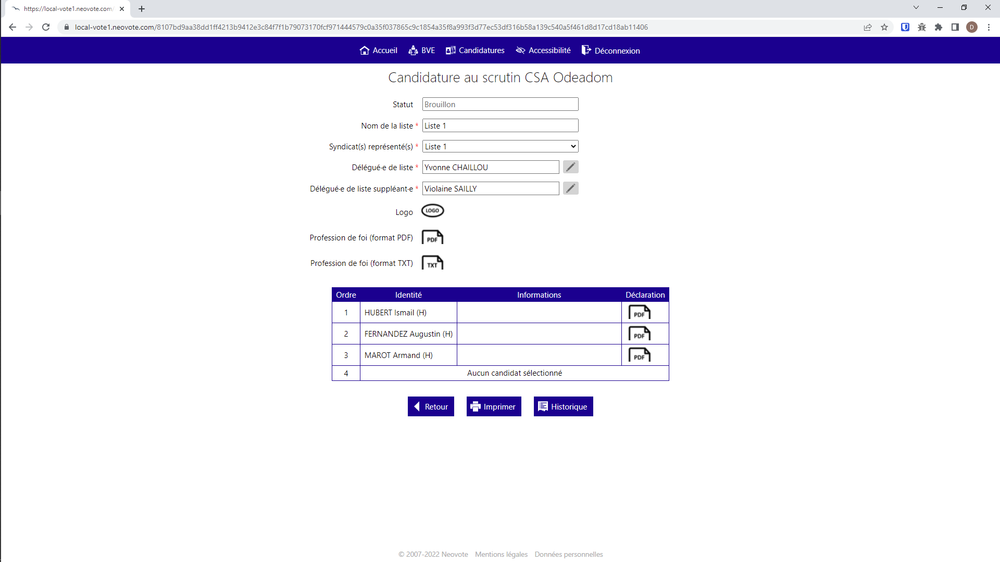 https://local-vote1.neovote.com/
local-vote1.neovote.com/8107bd9aa38dd1ff4213b9412e3c84f7f1b79073170fcf971444579c0a35f037865c9c1854a35f8a993f3d77ec53df316b58a139c540a5f461d8d17cd18ab11406
D
Accueil BVE Candidatures Accessibilité Déconnexion
Candidature au scrutin CSA Odeadom
Statut Brouillon
Nom de la liste * Liste 1
Syndicat(s) représenté(s) * Liste 1
Délégué·e de liste * Yvonne CHAILLOU
Délégué·e de liste suppléant·e * Violaine SAILLY
Logo LOGO
Profession de foi (format PDF) PDF
Profession de foi (format TXT) TXT
Ordre Identité Informations Déclaration
1 HUBERT Ismail (H) PDF
2 FERNANDEZ Augustin (H) PDF
3 MAROT Armand (H) PDF
4 Aucun candidat sélectionné
Retour Imprimer Historique
© 2007-2022 Neovote Mentions légales Données personnelles